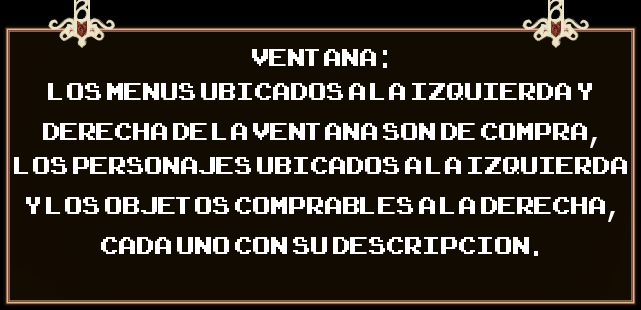 VENTANA:
LOS MENUS UBICADOS A LA IZQUIERDA Y
DERECHA DE LA VENTANA SON DE COMPRA,
LOS PERSONAJES UBICADOS A LA IZQUIERDA
Y LOS OBJETOS COMPRABLES A LA DERECHA,
CADA UNO CON SU DESCRIPCION.